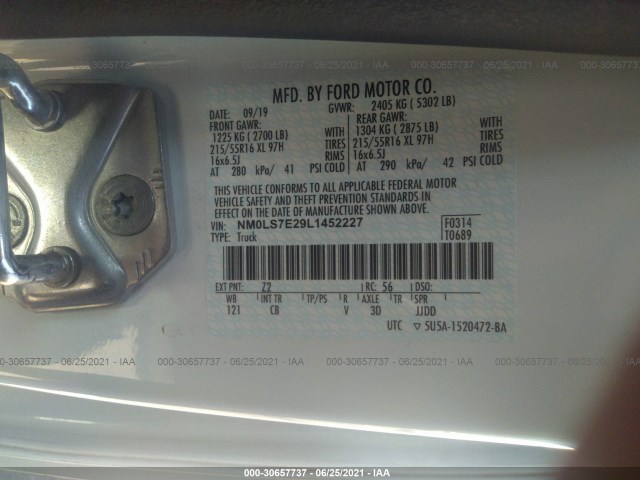 000-30657737 - 06/25/2021 - IAA
MFD. BY FORD MOTOR CO.
DATE: 09/19 GVWR: 2405 KG ( 5302 LB)
FRONT GAWR: REAR GAWR:
1225 KG ( 2700 LB) WITH 1304 KG ( 2875 LB) WITH
215/55R16 XL 97H TIRES 215/55R16 XL 97H TIRES
16x6.5J RIMS 16x6.5J RIMS
AT 280 kPa/ 41 PSI COLD AT 290 kPa/ 42 PSI COLD
THIS VEHICLE CONFORMS TO ALL APPLICABLE FEDERAL MOTOR
VEHICLE SAFETY AND THEFT PREVENTION STANDARDS IN
EFFECT ON THE DATE OF MANUFACTURE SHOWN ABOVE.
VIN: NM0LS7E29L1452227 F0314
TYPE: Truck T0689
EXT PNT: Z2 RC: 56 DSO:
WB INT TR TP/PS R AXLE TR SPR
121 CB V 3D JJDD
UTC ▽ 5U5A-1520472-BA
000-30657737 - 06/25/2021 - IAA
000-30657737 - 06/25/2021 - IAA